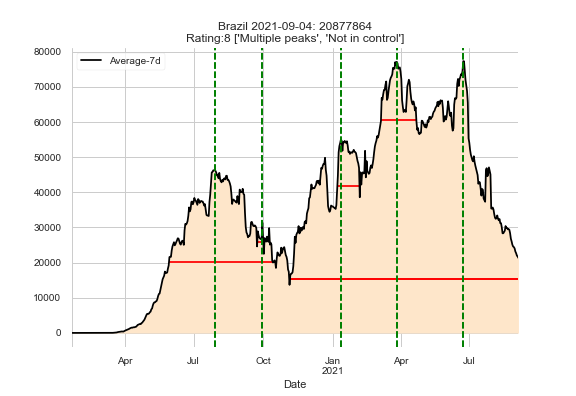 Brazil 2021-09-04: 20877864
Rating:8 ['Multiple peaks', 'Not in control']
Average-7d
80000
70000
60000
50000
40000
30000
20000
10000
0
Apr Jul Oct Jan Apr Jul
2021
Date